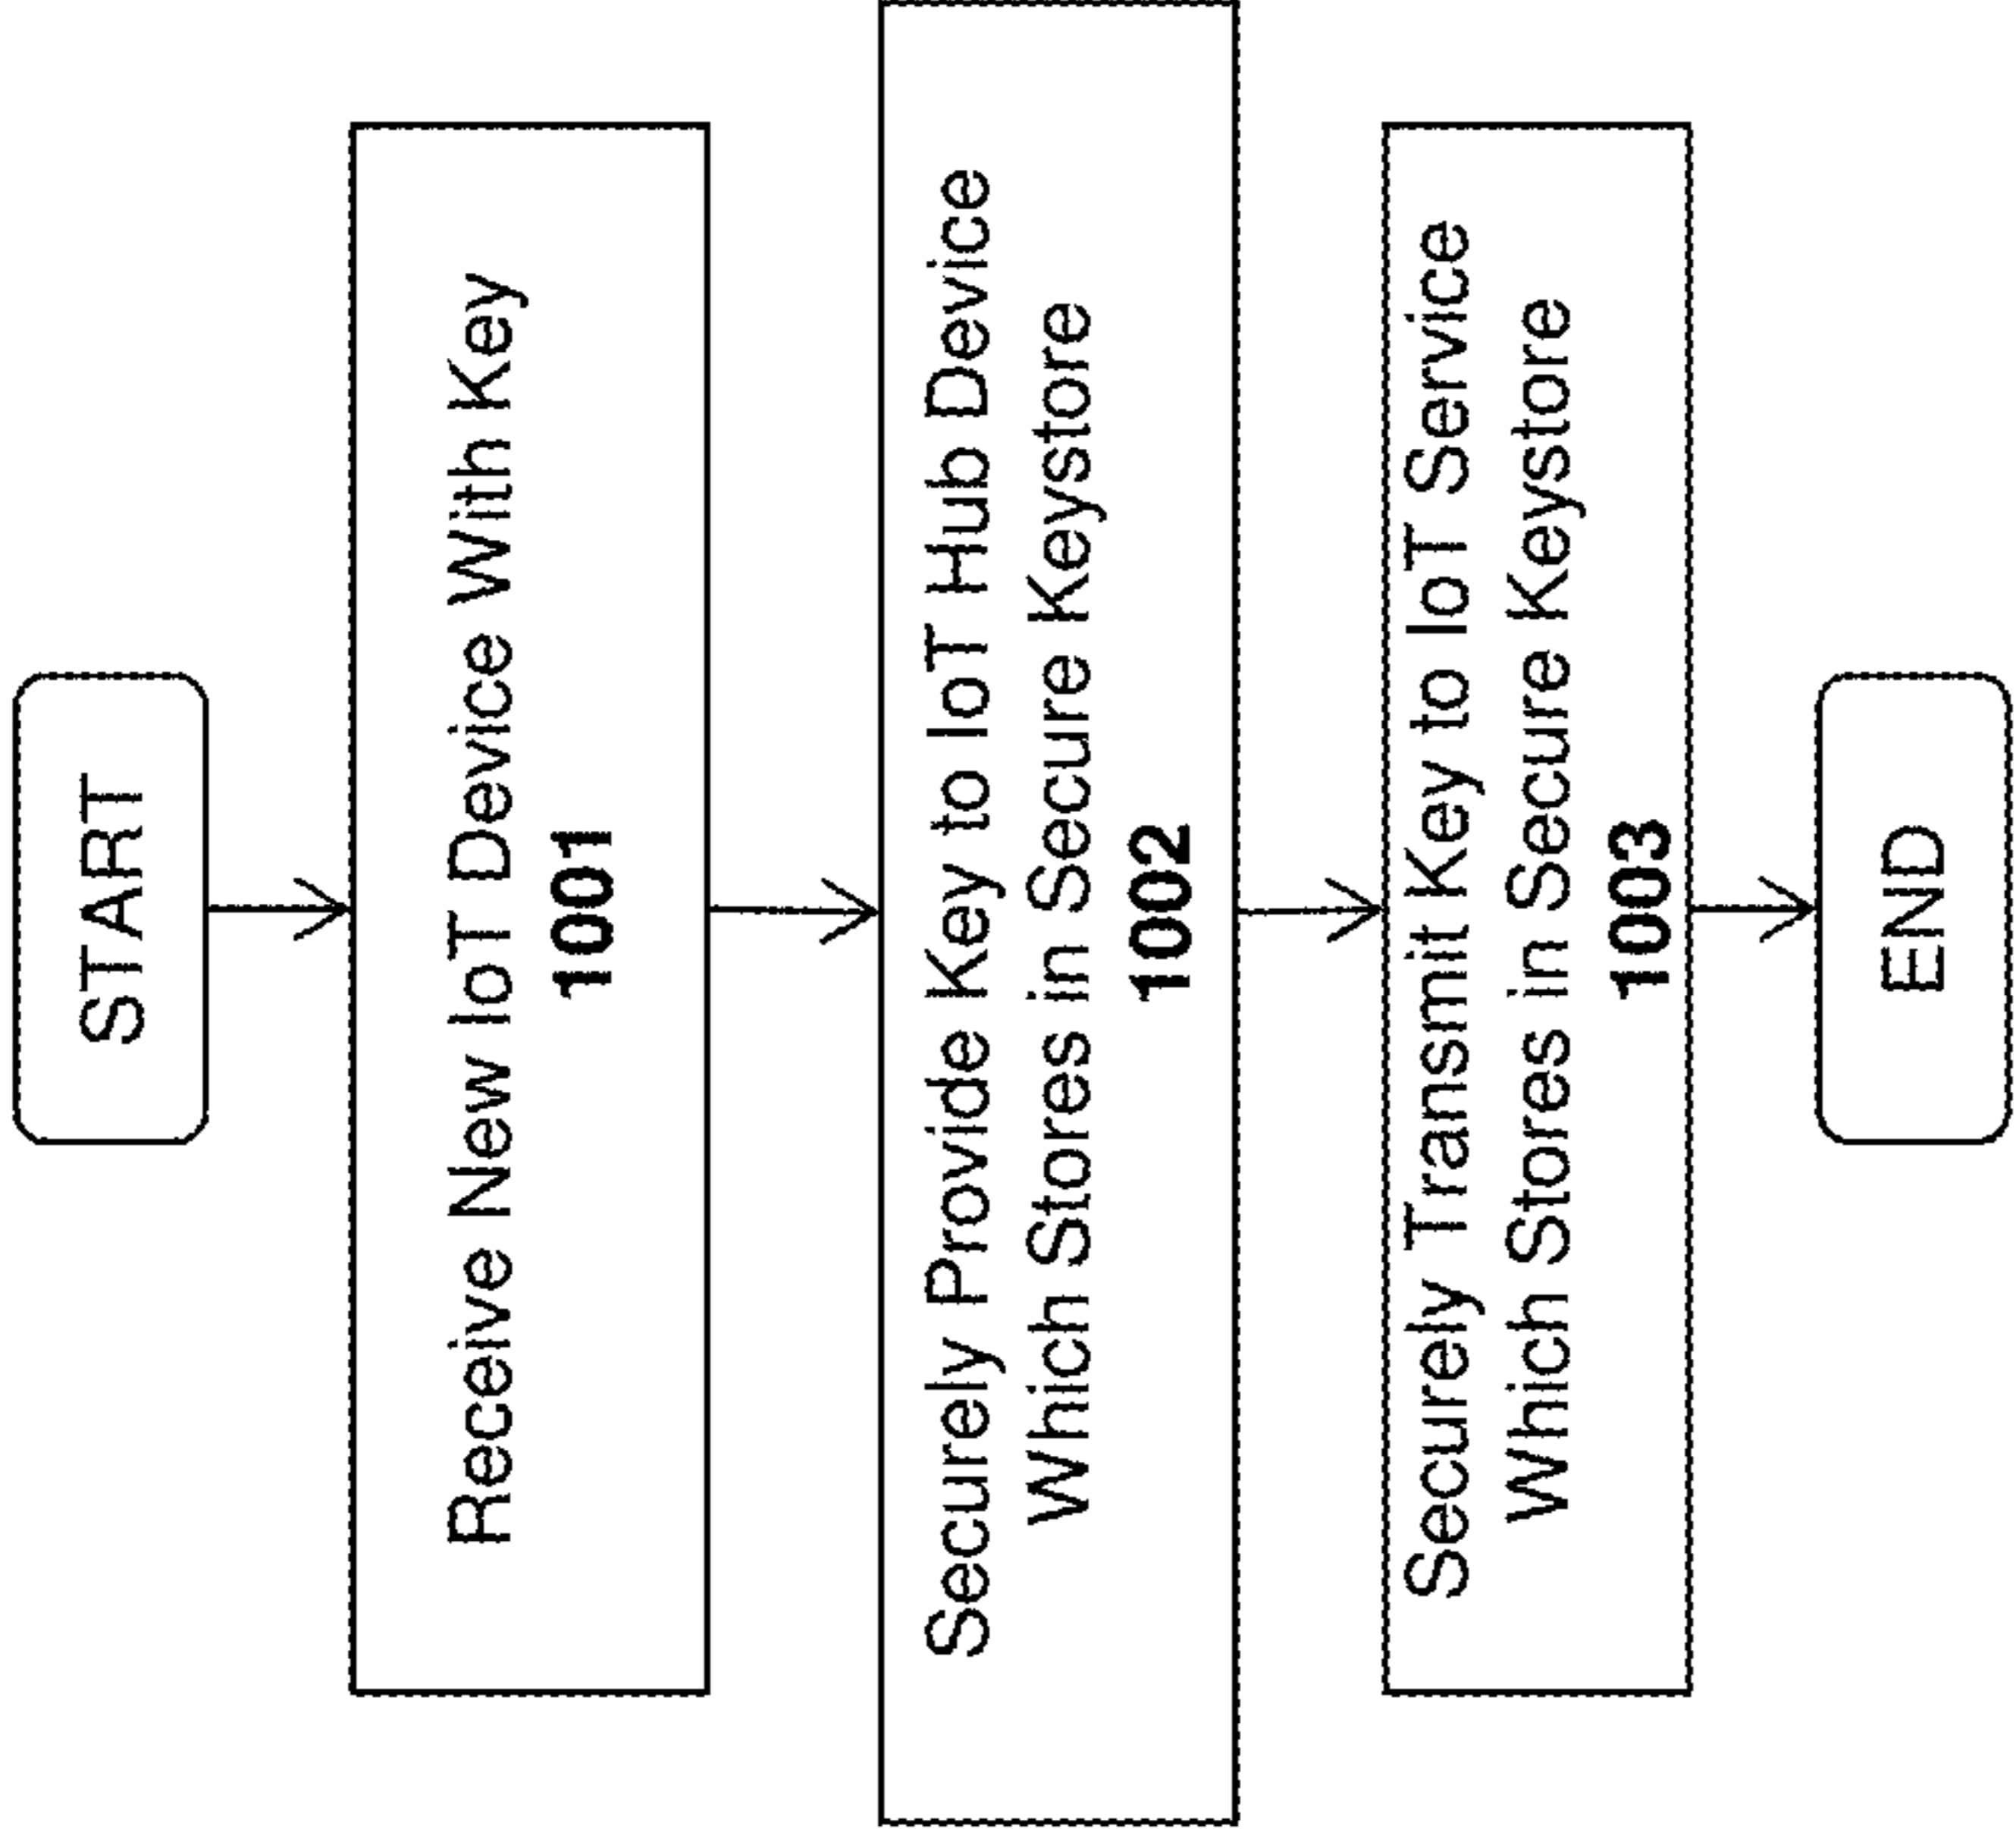 START
Receive New IoT Device With Key
1001
Securely Provide Key to IoT Hub Device
Which Stores in Secure Keystore
1002
Securely Transmit Key to IoT Service
Which Stores in Secure Keystore
1003
END